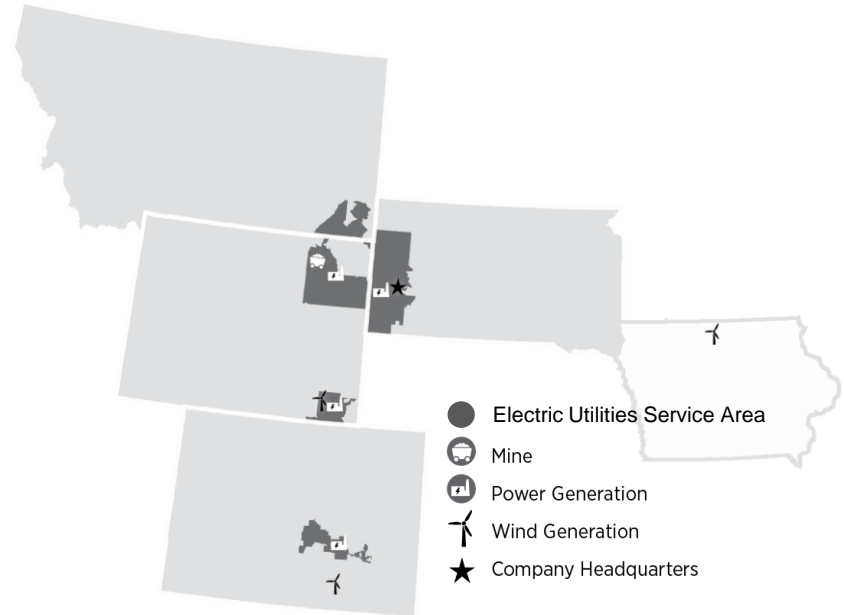 Electric Utilities Service Area
Mine
Power Generation
Wind Generation
Company Headquarters